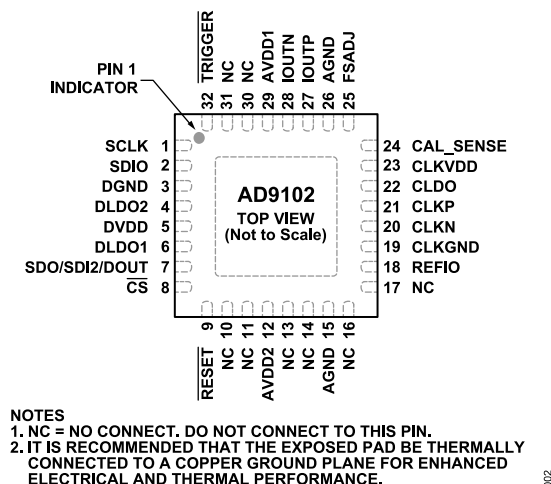 TRIGGER
NC
NC
AVDD1
IOUTN
IOUTP
AGND
FSADJ
32 31 30 29 28 27 26 25
PIN 1
INDICATOR
SCLK 1
SDIO 2
DGND 3
DLDO2 4
DVDD 5
DLDO1 6
SDO/SDI2/DOUT 7
CS 8
AD9102
TOP VIEW
(Not to Scale)
24 CAL_SENSE
23 CLKVDD
22 CLDO
21 CLKP
20 CLKN
19 CLKGND
18 REFIO
17 NC
9 10 11 12 13 14 15 16
RESET
NC
NC
AVDD2
NC
NC
AGND
NC
NOTES
1. NC = NO CONNECT. DO NOT CONNECT TO THIS PIN.
2. IT IS RECOMMENDED THAT THE EXPOSED PAD BE THERMALLY
CONNECTED TO A COPPER GROUND PLANE FOR ENHANCED
ELECTRICAL AND THERMAL PERFORMANCE.
002